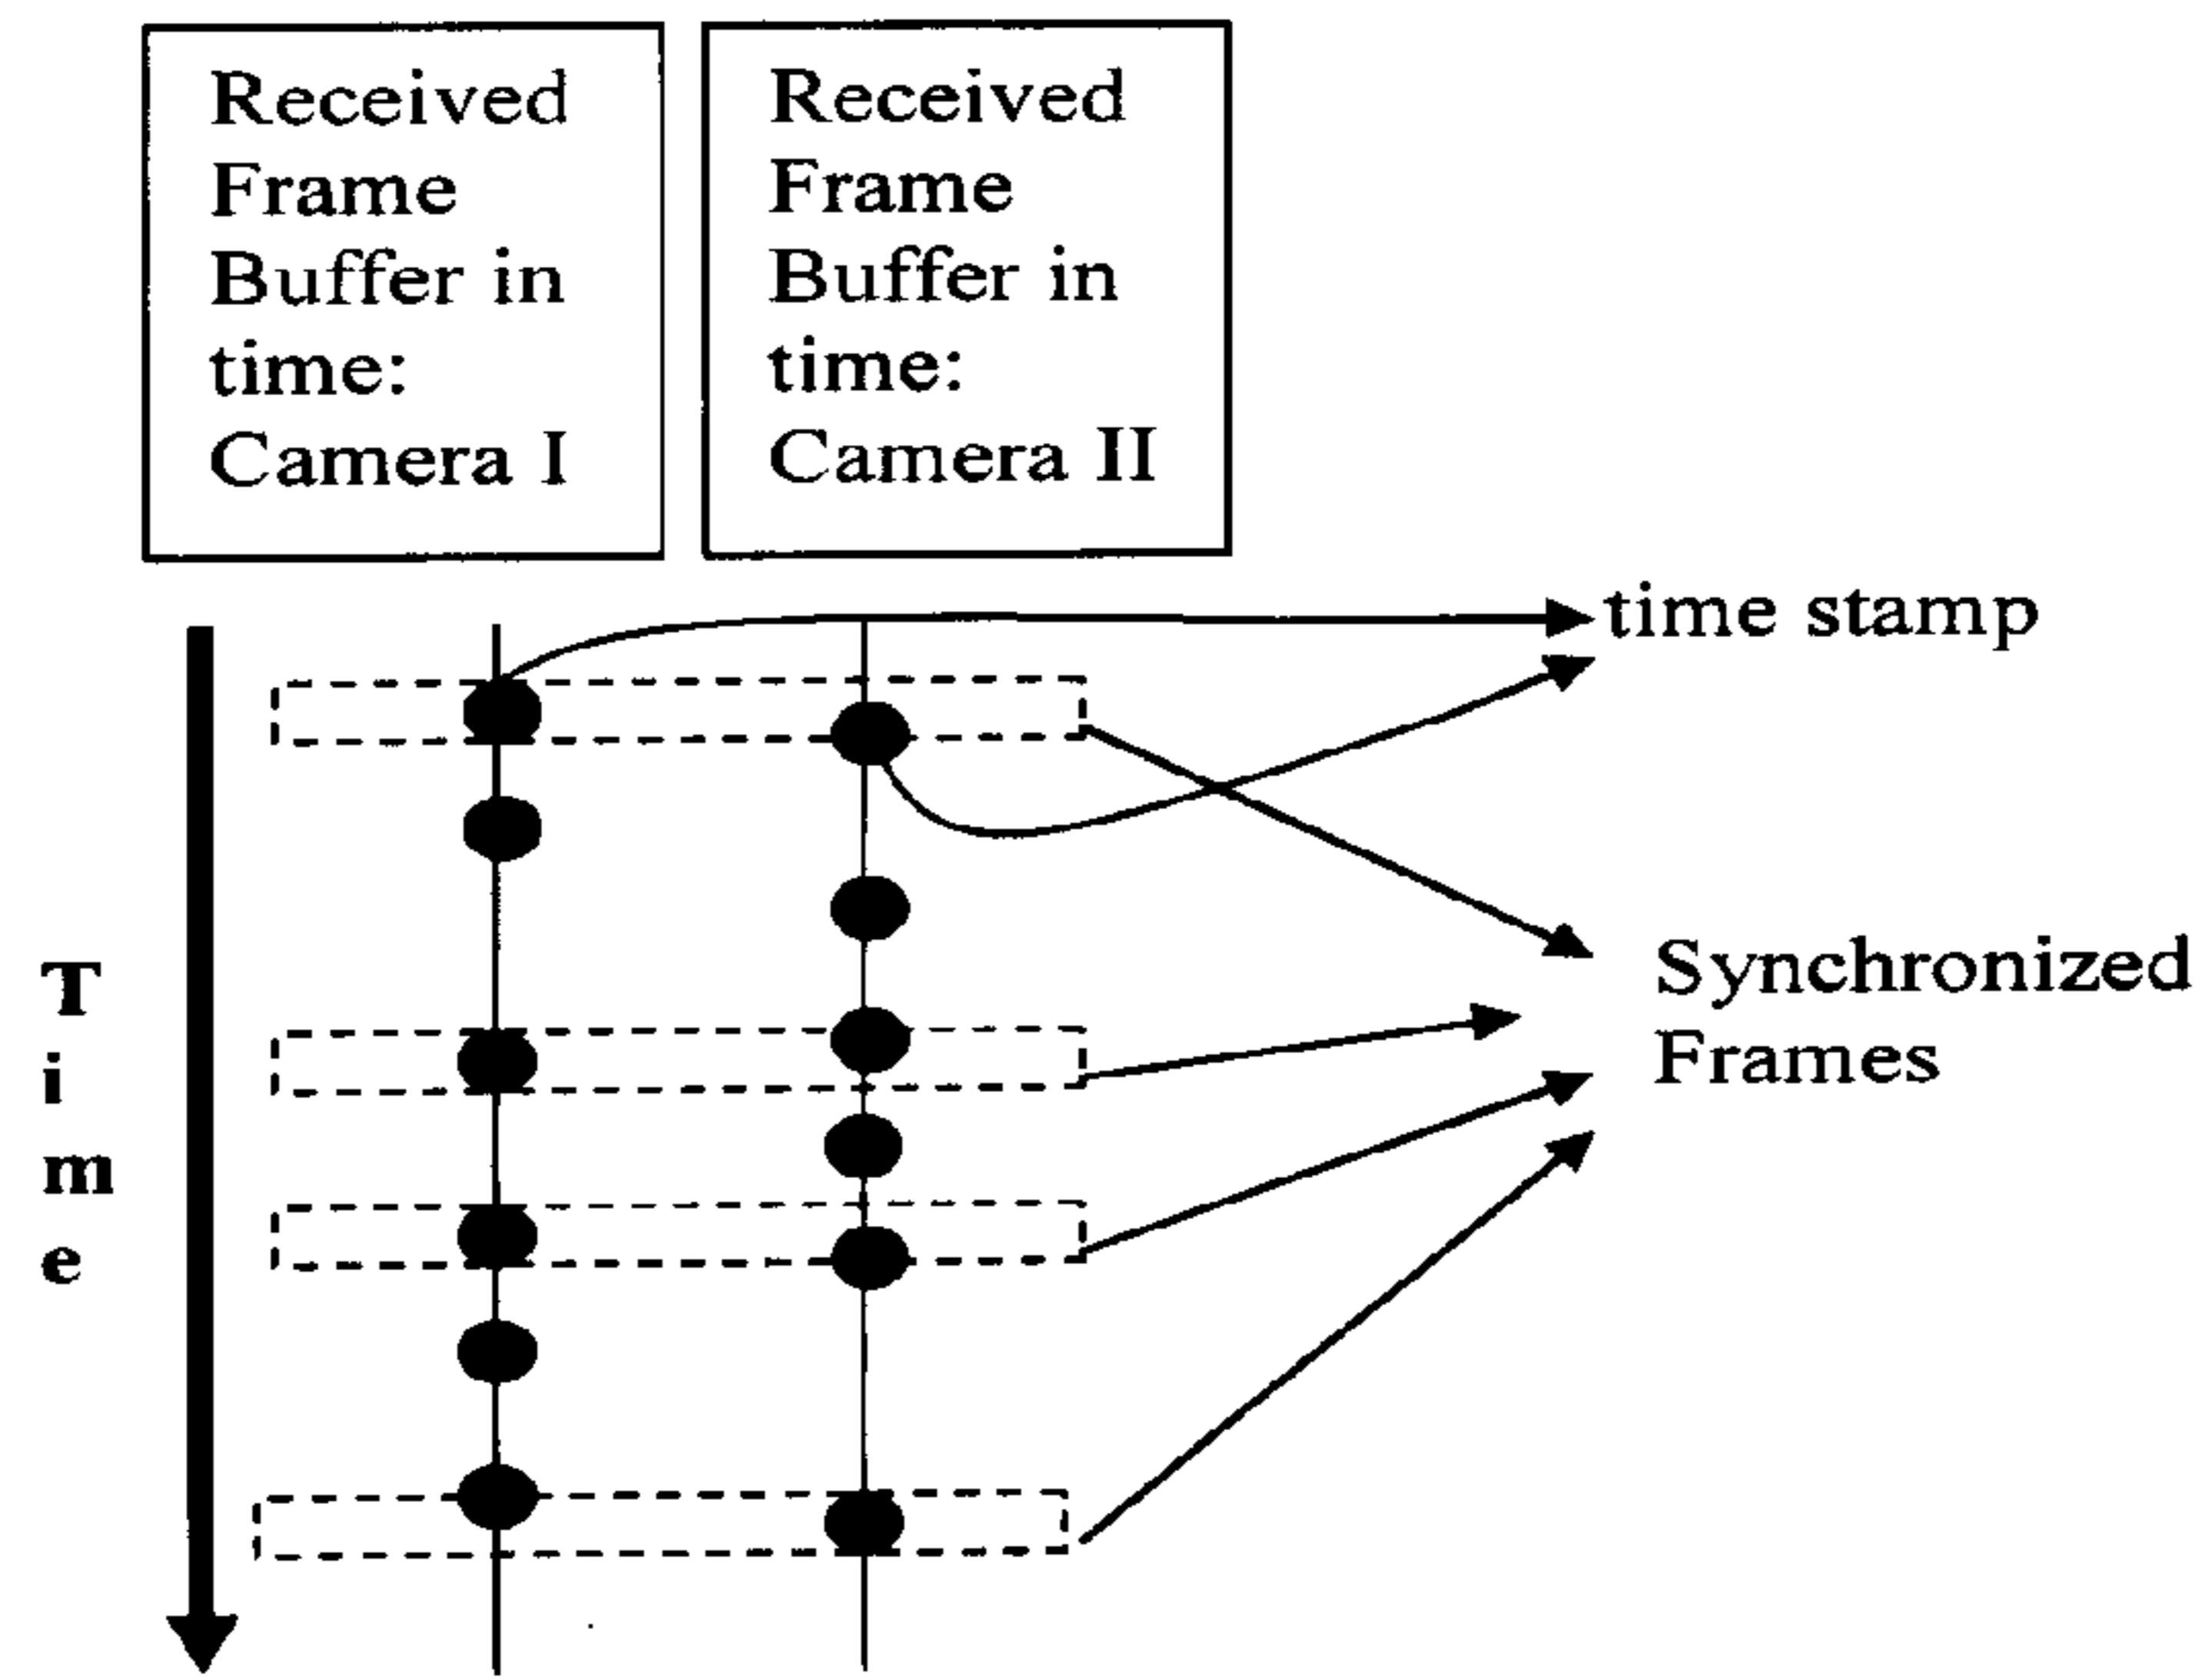 Received
Frame
Buffer in
time:
Camera I
Received
Frame
Buffer in
time:
Camera II
time stamp
Synchronized
Frames
T
i
m
e